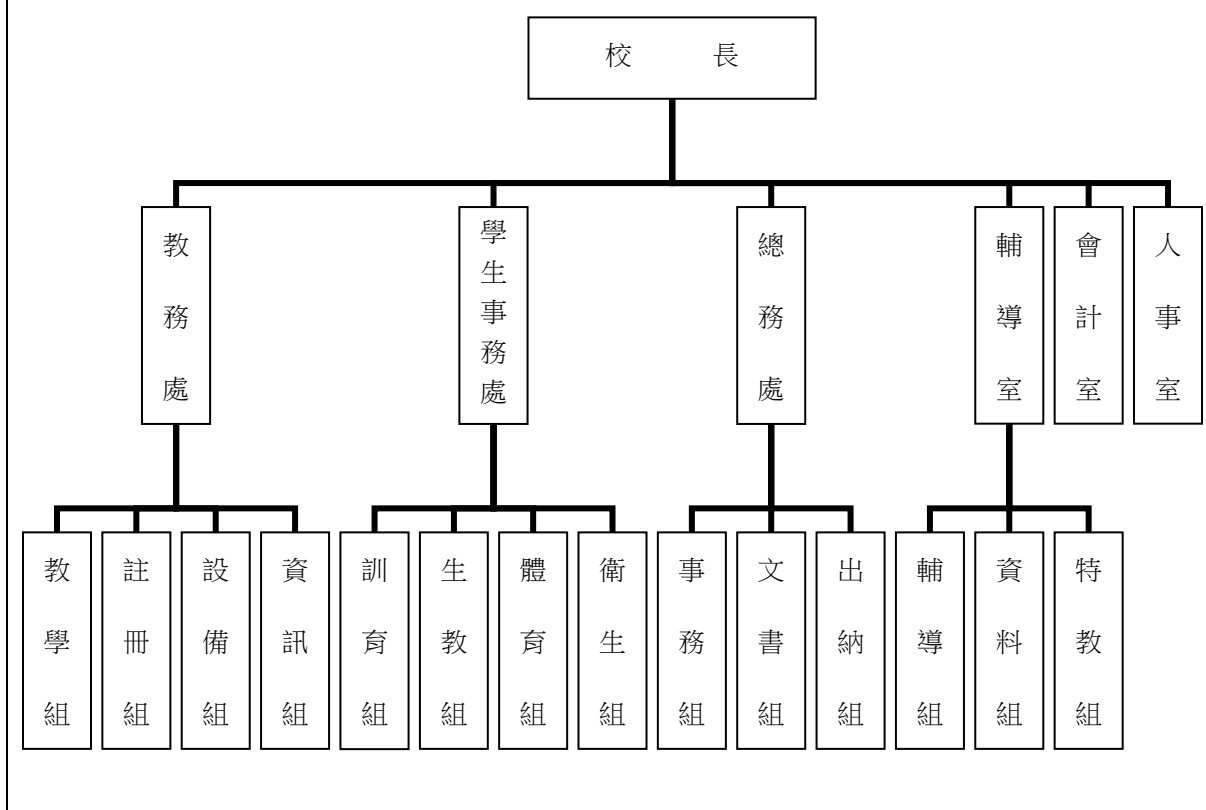 校長
教務處
學生事務處
總務處
輔導室
會計室
人事室
教學組
註冊組
設備組
資訊組
訓育組
生教組
體育組
衛生組
事務組
文書組
出納組
輔導組
資料組
特教組